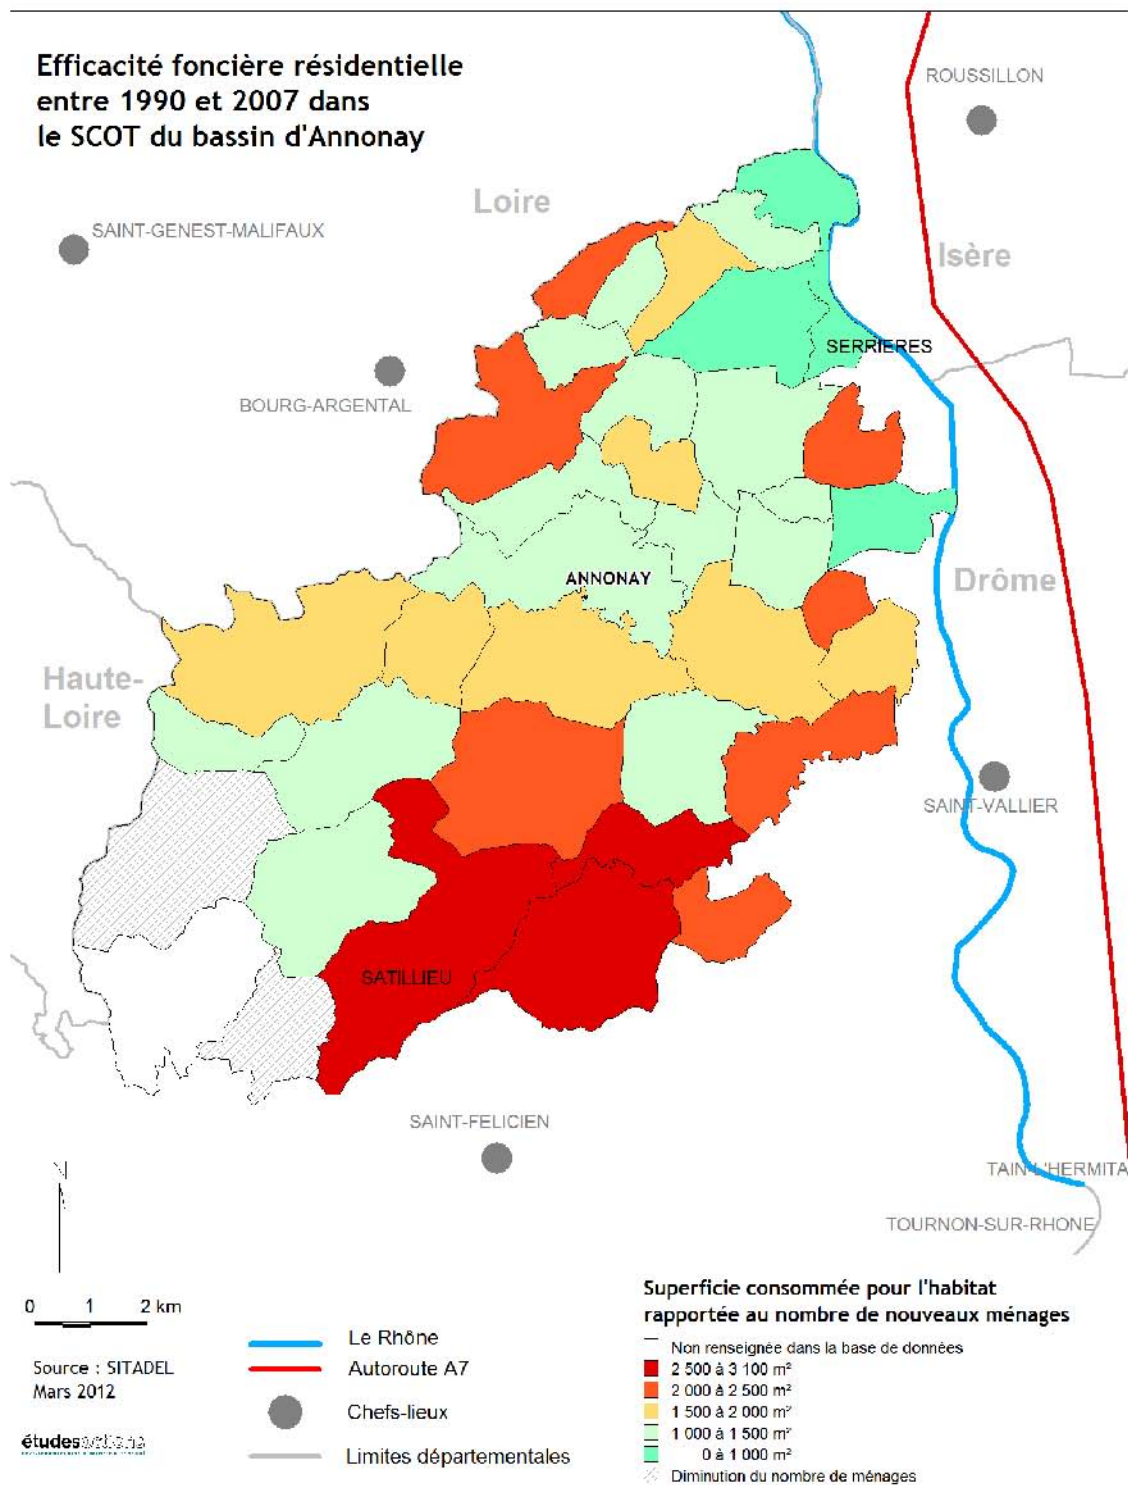 Efficacité foncière résidentielle
entre 1990 et 2007 dans
le SCOT du bassin d'Annonay
ROUSSILLON
Loire
SAINT-GENEST-MALIFAUX
Isère
SERRIERES
BOURG-ARGENTAL
ANNONAY
Drôme
Haute-
Loire
SAINT-VALLIER
SATILLIEU
SAINT-FELICIEN
TAIN-L'HERMITA
TOURNON-SUR-RHONE
0 1 2 km
Source : SITADEL
Mars 2012
étudesactions
Le Rhône
Autoroute A7
Chefs-lieux
Limites départementales
Superficie consommée pour l'habitat
rapportée au nombre de nouveaux ménages
Non renseignée dans la base de données
2 500 à 3 100 m²
2 000 à 2 500 m²
1 500 à 2 000 m²
1 000 à 1 500 m²
0 à 1 000 m²
Diminution du nombre de ménages